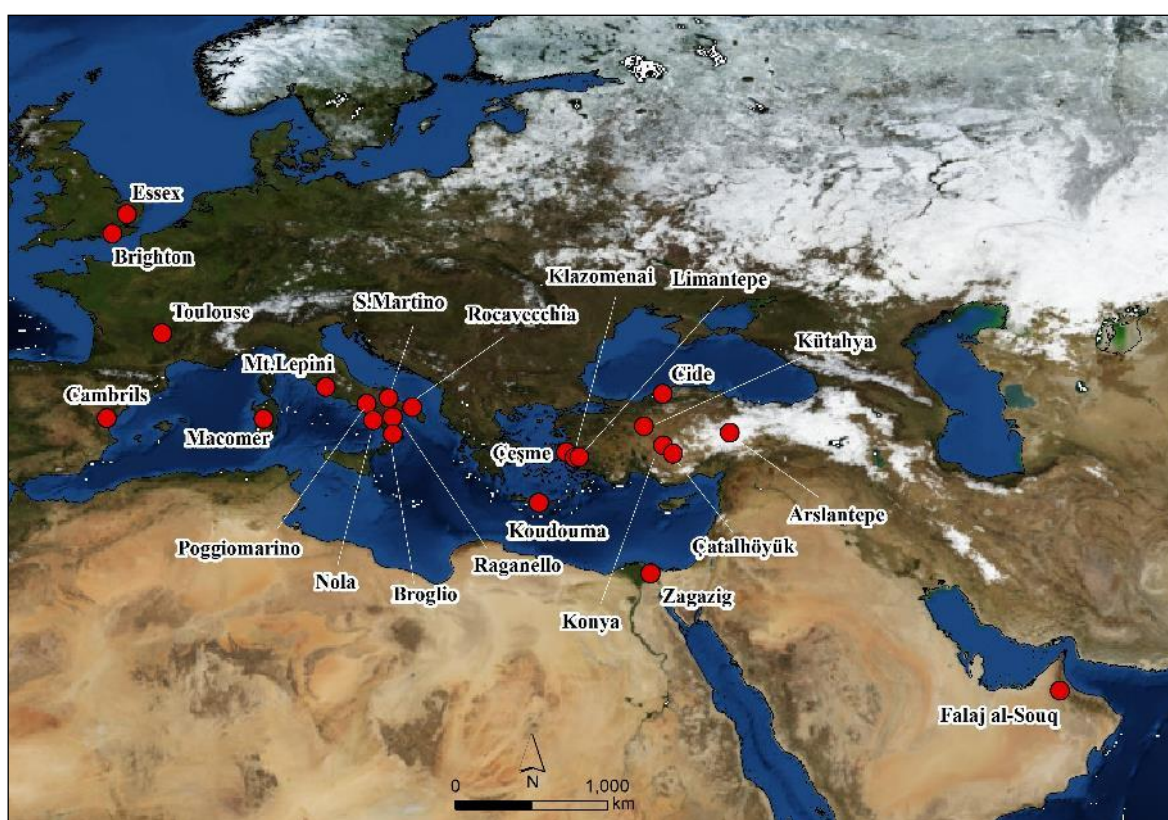 Essex
Brighton
Klazomenai
Limantepe
S.Martino
Rocavecchia
Toulouse
Kütahya
Mt.Lepini
Cide
Cambrils
Macomer
Çeşme
Koudouma
Arslantepe
Çatalhöyük
Poggiomarino
Raganello
Nola
Broglio
Zagazig
Konya
Falaj al-Souq
N
0 1,000
km